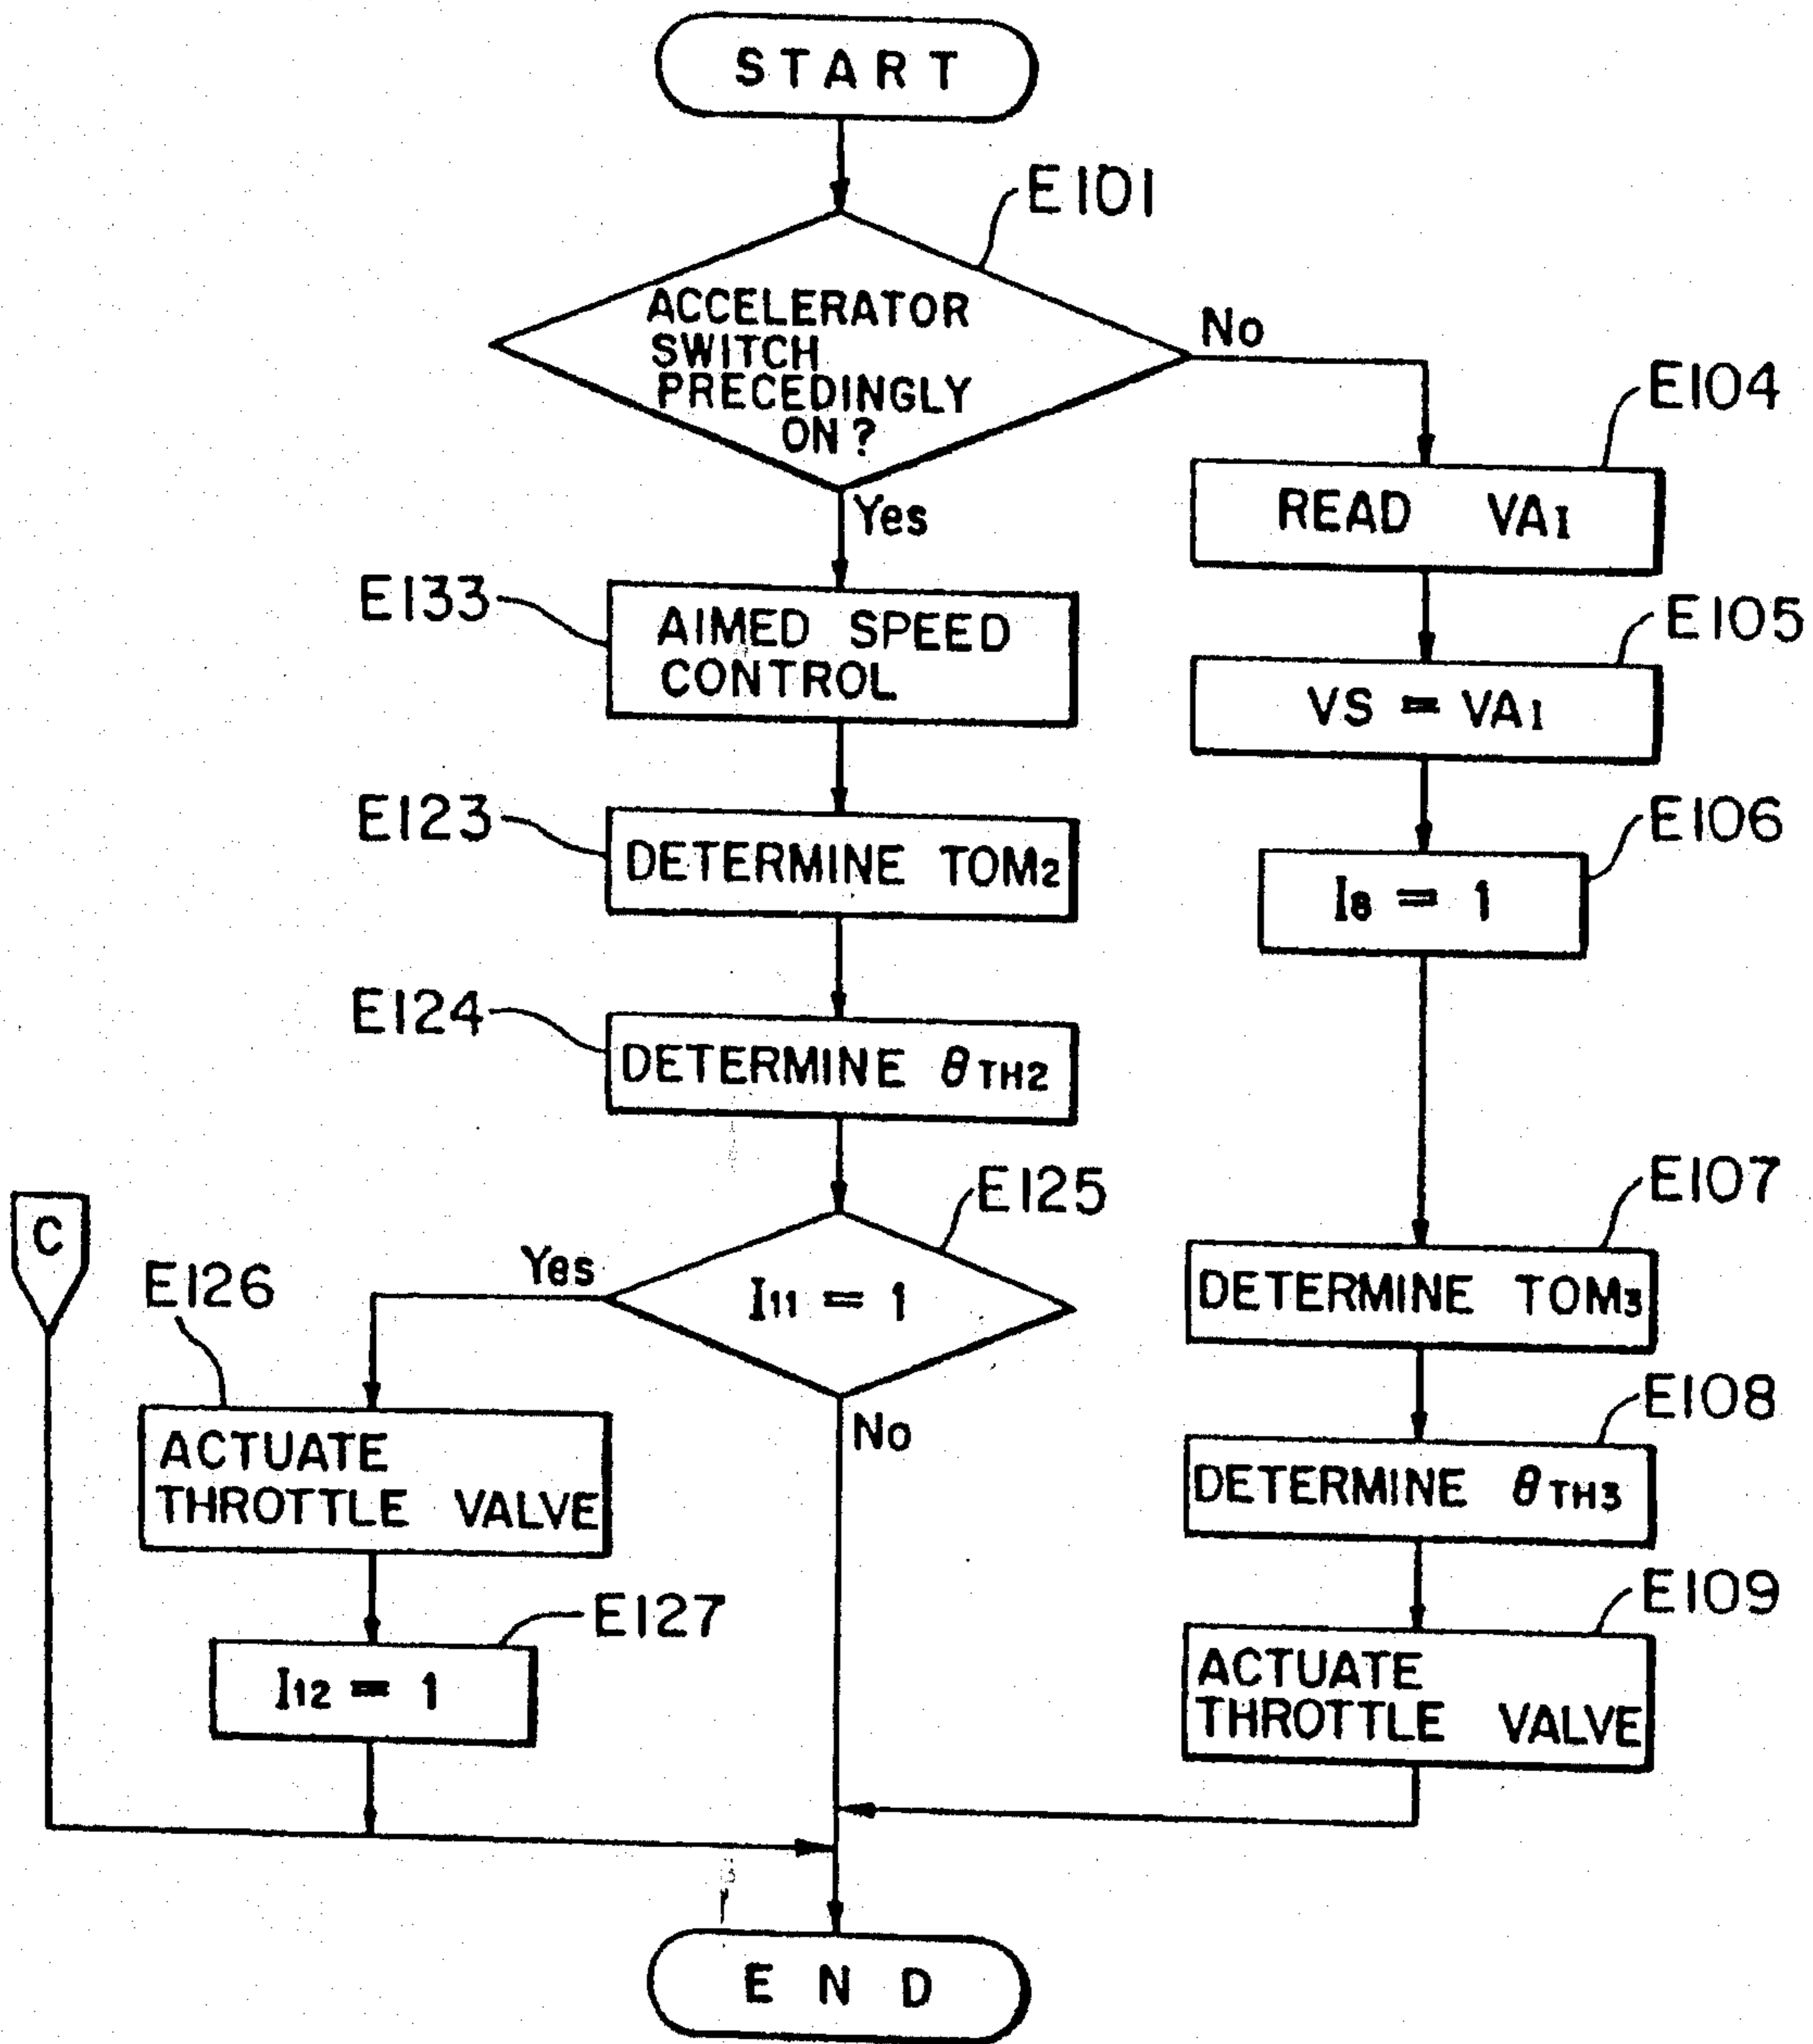 START
E101
ACCELERATOR
SWITCH
PRECEDINGLY
ON?
No
Yes
E104
READ VAI
E105
VS = VAI
E106
I8 = 1
E133
AIMED SPEED
CONTROL
E123
DETERMINE TOM2
E124
DETERMINE θTH2
E125
I11 = 1
Yes
No
C
E126
ACTUATE
THROTTLE VALVE
E127
I12 = 1
E107
DETERMINE TOM3
E108
DETERMINE θTH3
E109
ACTUATE
THROTTLE VALVE
END